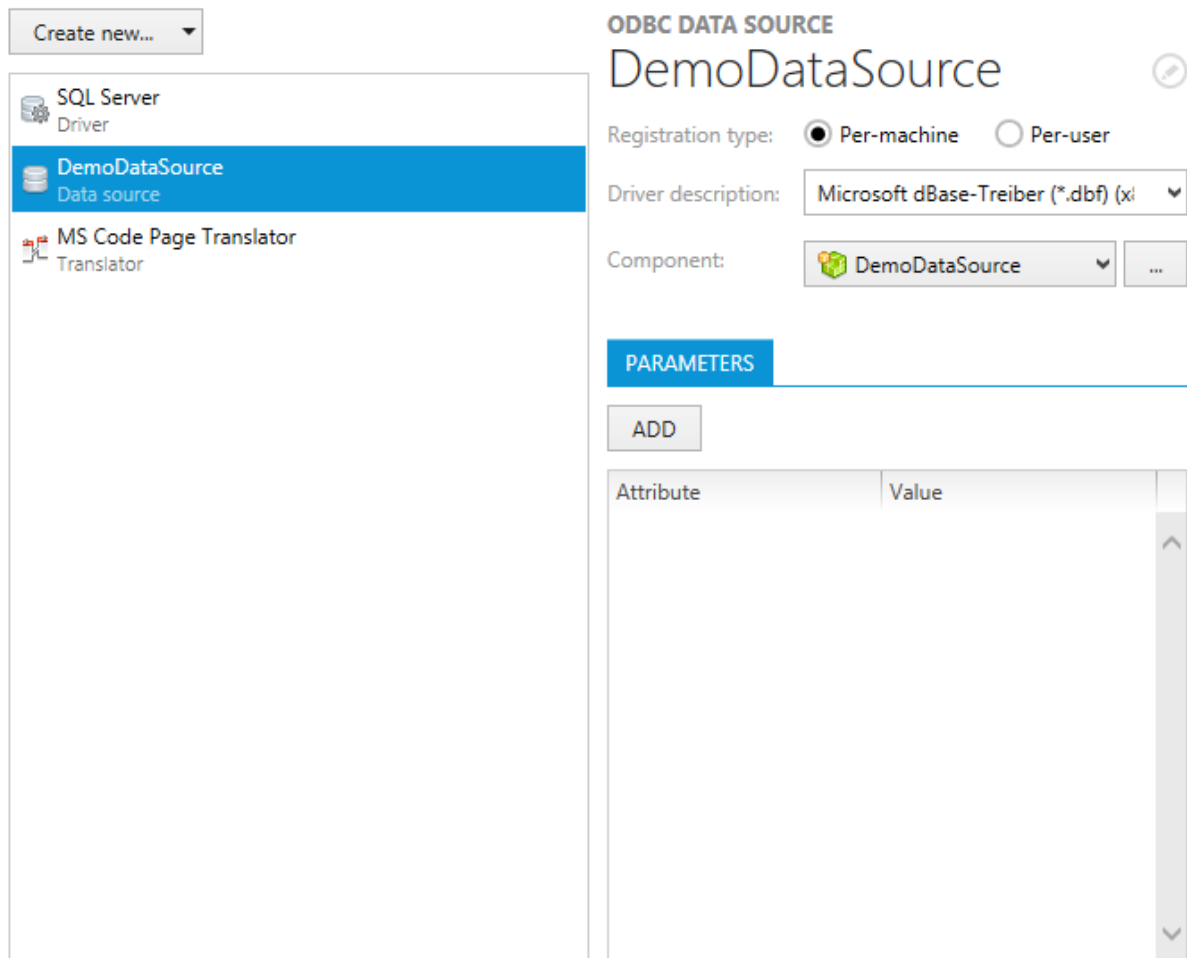 Create new...
SQL Server
Driver
DemoDataSource
Data source
MS Code Page Translator
Translator
ODBC DATA SOURCE
DemoDataSource
Registration type: Per-machine Per-user
Driver description: Microsoft dBase-Treiber (*.dbf) (x
Component: DemoDataSource ...
PARAMETERS
ADD
Attribute Value